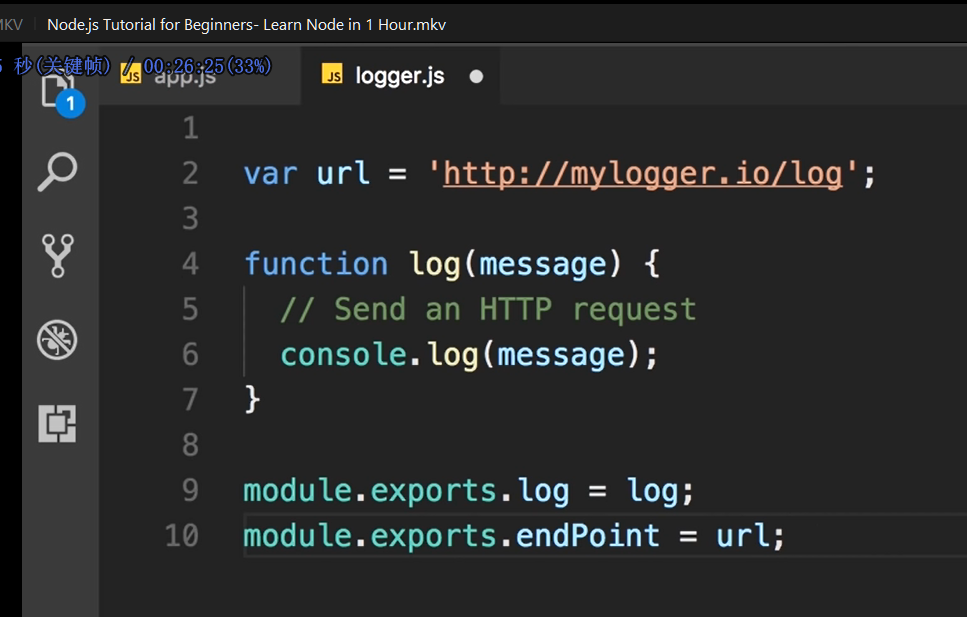 MKV
Node.js Tutorial for Beginners- Learn Node in 1 Hour.mkv
秒(关键帧) / 00:26:25(33%)
JS app.js
JS logger.js
1
1
2 var url = 'http://mylogger.io/log';
3
4 function log(message) {
5 // Send an HTTP request
6 console.log(message);
7 }
8
9 module.exports.log = log;
10 module.exports.endPoint = url;